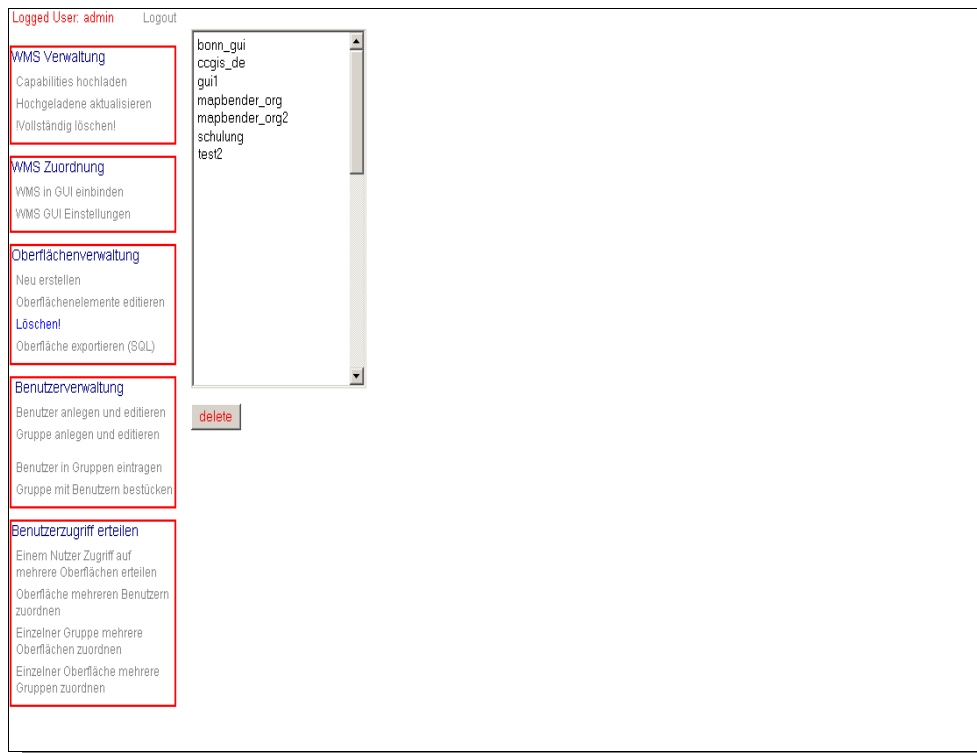 Logged User: admin Logout
WMS Verwaltung
Capabilities hochladen
Hochgeladene aktualisieren
!Vollständig löschen!
WMS Zuordnung
WMS in GUI einbinden
WMS GUI Einstellungen
Oberflächenverwaltung
Neu erstellen
Oberflächenelemente editieren
Löschen!
Oberfläche exportieren (SQL)
Benutzerverwaltung
Benutzer anlegen und editieren
Gruppe anlegen und editieren
Benutzer in Gruppen eintragen
Gruppe mit Benutzern bestücken
Benutzerzugriff erteilen
Einem Nutzer Zugriff auf
mehrere Oberflächen erteilen
Oberfläche mehreren Benutzern
zuordnen
Einzelner Gruppe mehrere
Oberflächen zuordnen
Einzelner Oberfläche mehrere
Gruppen zuordnen
bonn_gui
ccgis_de
gui1
mapbender_org
mapbender_org2
schulung
test2
delete